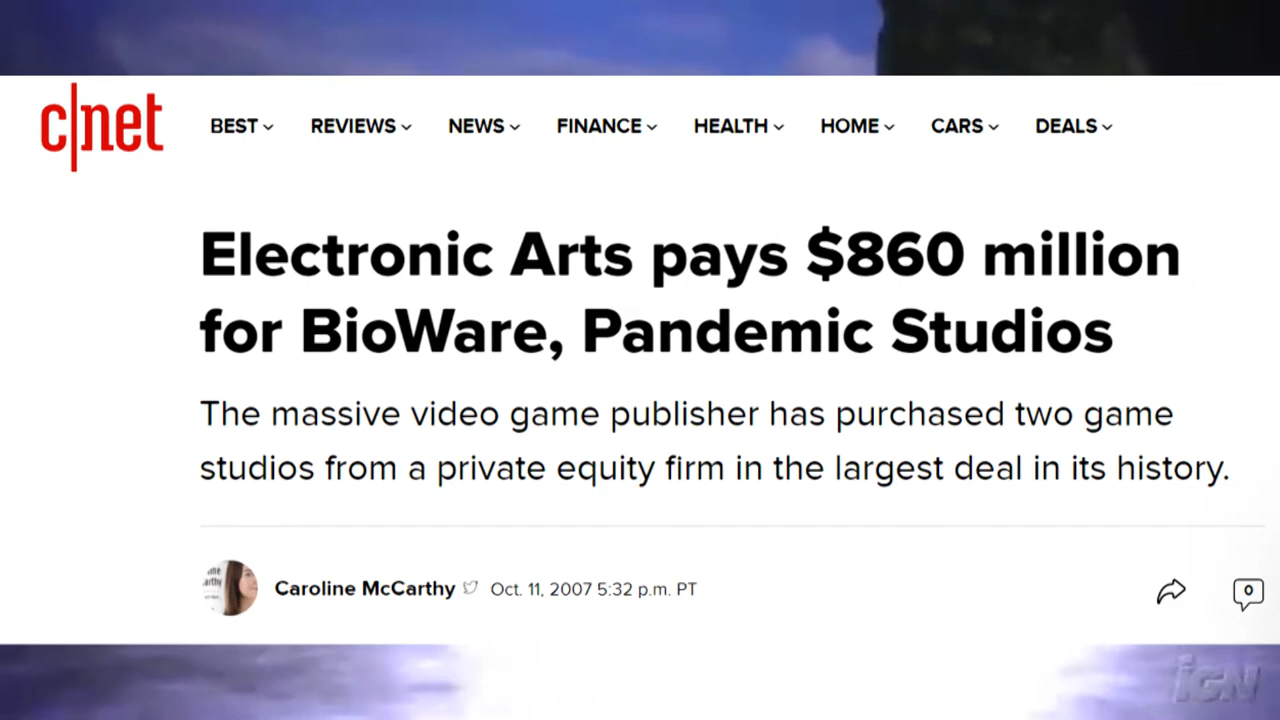 c|net
BEST REVIEWS NEWS FINANCE HEALTH HOME CARS DEALS
Electronic Arts pays $860 million
for BioWare, Pandemic Studios
The massive video game publisher has purchased two game
studios from a private equity firm in the largest deal in its history.
Caroline McCarthy Oct. 11, 2007 5:32 p.m. PT
0
IGN